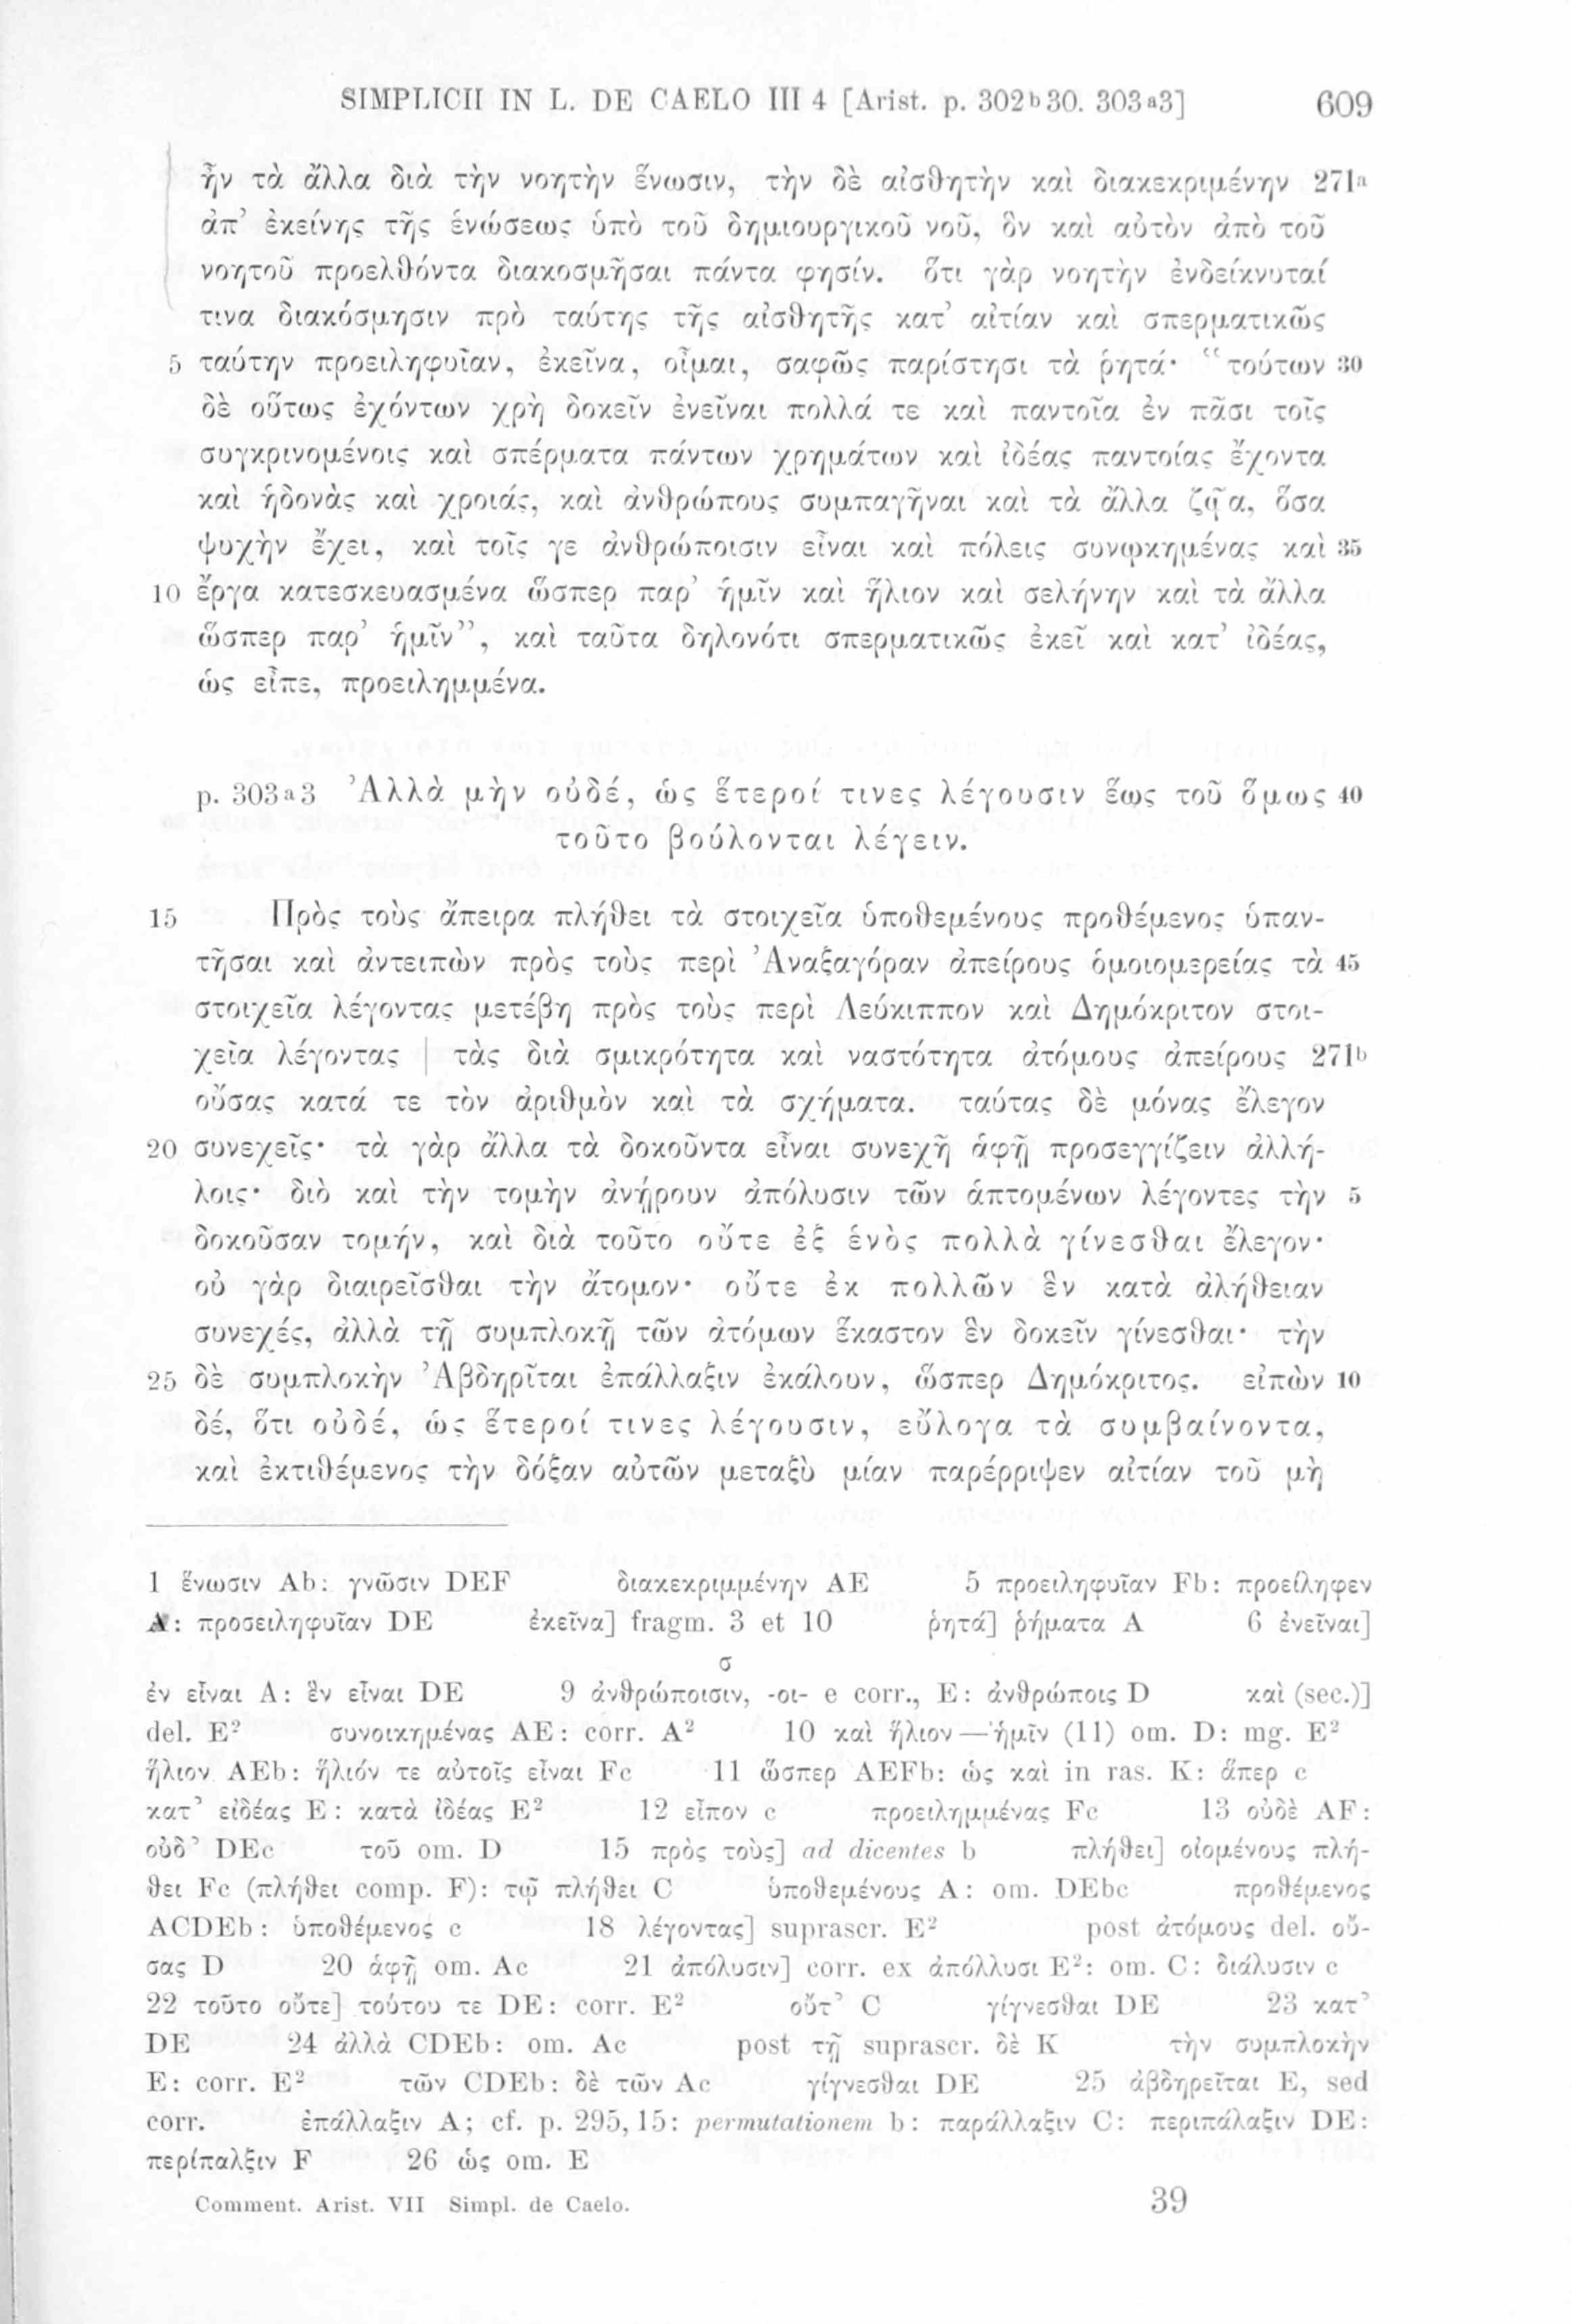 SIMPLICII IN L. DE CAELO III 4 [Arist. p. 302ᵇ30. 303ᵃ3] 609
ἦν τὰ ἄλλα διὰ τὴν νοητὴν ἕνωσιν, τὴν δὲ αἰσθητὴν καὶ διακεκριμένην 271ᵃ
ἀπ’ ἐκείνης τῆς ἑνώσεως ὑπὸ τοῦ δημιουργικοῦ νοῦ, ὃν καὶ αὐτὸν ἀπὸ τοῦ
νοητοῦ προελθόντα διακοσμῆσαι πάντα φησίν. ὅτι γὰρ νοητὴν ἐνδείκνυταί
τινα διακόσμησιν πρὸ ταύτης τῆς αἰσθητῆς κατ’ αἰτίαν καὶ σπερματικῶς
5 ταύτην προειληφυῖαν, ἐκεῖνα, οἶμαι, σαφῶς παρίστησι τὰ ῥητά· “τούτων 30
δὲ οὕτως ἐχόντων χρὴ δοκεῖν ἐνεῖναι πολλά τε καὶ παντοῖα ἐν πᾶσι τοῖς
συγκρινομένοις καὶ σπέρματα πάντων χρημάτων καὶ ἰδέας παντοίας ἔχοντα
καὶ ἡδονὰς καὶ χροιάς, καὶ ἀνθρώπους συμπαγῆναι καὶ τὰ ἄλλα ζῷα, ὅσα
ψυχὴν ἔχει, καὶ τοῖς γε ἀνθρώποισιν εἶναι καὶ πόλεις συνῳκημένας καὶ 35
10 ἔργα κατεσκευασμένα ὥσπερ παρ’ ἡμῖν καὶ ἥλιον καὶ σελήνην καὶ τὰ ἄλλα
ὥσπερ παρ’ ἡμῖν”, καὶ ταῦτα δηλονότι σπερματικῶς ἐκεῖ καὶ κατ’ ἰδέας,
ὡς εἶπε, προειλημμένα.
p. 303ᵃ3 Ἀλλὰ μὴν οὐδέ, ὡς ἕτεροί τινες λέγουσιν ἕως τοῦ ὅμως 40
τοῦτο βούλονται λέγειν.
15 Πρὸς τοὺς ἄπειρα πλήθει τὰ στοιχεῖα ὑποθεμένους προθέμενος ὑπαν-
τῆσαι καὶ ἀντειπὼν πρὸς τοὺς περὶ Ἀναξαγόραν ἀπείρους ὁμοιομερείας τὰ 45
στοιχεῖα λέγοντας μετέβη πρὸς τοὺς περὶ Λεύκιππον καὶ Δημόκριτον στοι-
χεῖα λέγοντας | τὰς διὰ σμικρότητα καὶ ναστότητα ἀτόμους ἀπείρους 271ᵇ
οὔσας κατά τε τὸν ἀριθμὸν καὶ τὰ σχήματα. ταύτας δὲ μόνας ἔλεγον
20 συνεχεῖς· τὰ γὰρ ἄλλα τὰ δοκοῦντα εἶναι συνεχῆ ἁφῇ προσεγγίζειν ἀλλή-
λοις· διὸ καὶ τὴν τομὴν ἀνῄρουν ἀπόλυσιν τῶν ἁπτομένων λέγοντες τὴν 5
δοκοῦσαν τομήν, καὶ διὰ τοῦτο οὔτε ἐξ ἑνὸς πολλὰ γίνεσθαι ἔλεγον·
οὐ γὰρ διαιρεῖσθαι τὴν ἄτομον· οὔτε ἐκ πολλῶν ἓν κατὰ ἀλήθειαν
συνεχές, ἀλλὰ τῇ συμπλοκῇ τῶν ἀτόμων ἕκαστον ἓν δοκεῖν γίνεσθαι· τὴν
25 δὲ συμπλοκὴν Ἀβδηρῖται ἐπάλλαξιν ἐκάλουν, ὥσπερ Δημόκριτος. εἰπὼν 10
δέ, ὅτι οὐδέ, ὡς ἕτεροί τινες λέγουσιν, εὔλογα τὰ συμβαίνοντα,
καὶ ἐκτιθέμενος τὴν δόξαν αὐτῶν μεταξὺ μίαν παρέρριψεν αἰτίαν τοῦ μὴ
1 ἕνωσιν Ab: γνῶσιν DEF διακεκριμμένην AE 5 προειληφυῖαν Fb: προείληφεν
A: προσειληφυῖαν DE ἐκεῖνα] fragm. 3 et 10 ῥητά] ῥήματα A 6 ἐνεῖναι]
σ
ἐν εἶναι A: ἓν εἶναι DE 9 ἀνθρώποισιν, -οι- e corr., E: ἀνθρώποις D καὶ (sec.)]
del. E² συνοικημένας AE: corr. A² 10 καὶ ἥλιον—ἡμῖν (11) om. D: mg. E²
ἥλιον AEb: ἥλιόν τε αὐτοῖς εἶναι Fc 11 ὥσπερ AEFb: ὡς καὶ in ras. K: ἅπερ c
κατ’ εἰδέας E: κατὰ ἰδέας E² 12 εἶπον c προειλημμένας Fc 13 οὐδὲ AF:
οὐδ’ DEc τοῦ om. D 15 πρὸς τοὺς] ad dicentes b πλήθει] οἰομένους πλή-
θει Fc (πλήθει comp. F): τῷ πλήθει C ὑποθεμένους A: om. DEbc προθέμενος
ACDEb: ὑποθέμενος c 18 λέγοντας] suprascr. E² post ἀτόμους del. οὔ-
σας D 20 ἁφῇ om. Ac 21 ἀπόλυσιν] corr. ex ἀπόλλυσι E²: om. C: διάλυσιν c
22 τοῦτο οὔτε] τούτου τε DE: corr. E² οὔτ’ C γίγνεσθαι DE 23 κατ’
DE 24 ἀλλὰ CDEb: om. Ac post τῇ suprascr. δὲ K τὴν συμπλοκὴν
E: corr. E² τῶν CDEb: δὲ τῶν Ac γίγνεσθαι DE 25 ἀβδηρεῖται E, sed
corr. ἐπάλλαξιν A; cf. p. 295,15: permutationem b: παράλλαξιν C: περιπάλαξιν DE:
περίπαλξιν F 26 ὡς om. E
Comment. Arist. VII Simpl. de Caelo. 39